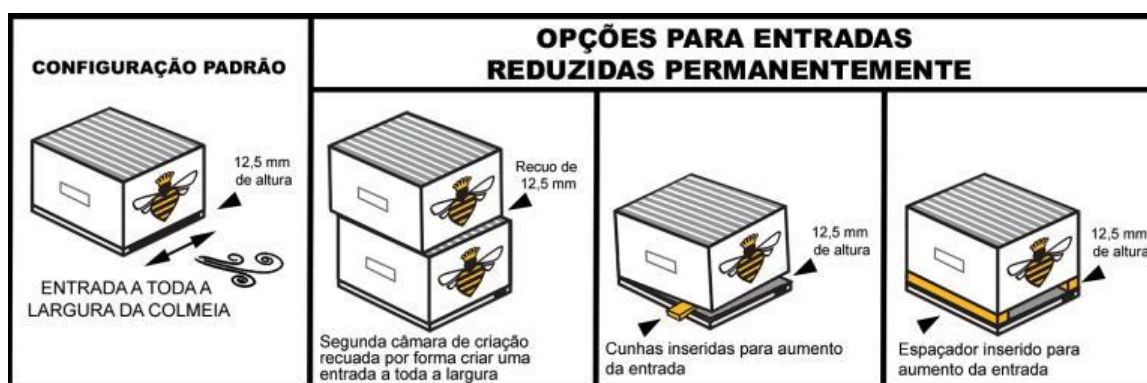 CONFIGURAÇÃO PADRÃO
12,5 mm
de altura
ENTRADA A TODA A
LARGURA DA COLMEIA
OPÇÕES PARA ENTRADAS
REDUZIDAS PERMANENTEMENTE
Recuo de
12,5 mm
Segunda câmara de criação
recuada por forma criar uma
entrada a toda a largura
12,5 mm
de altura
Cunhas inseridas para aumento
da entrada
12,5 mm
de altura
Espaçador inserido para
aumento da entrada